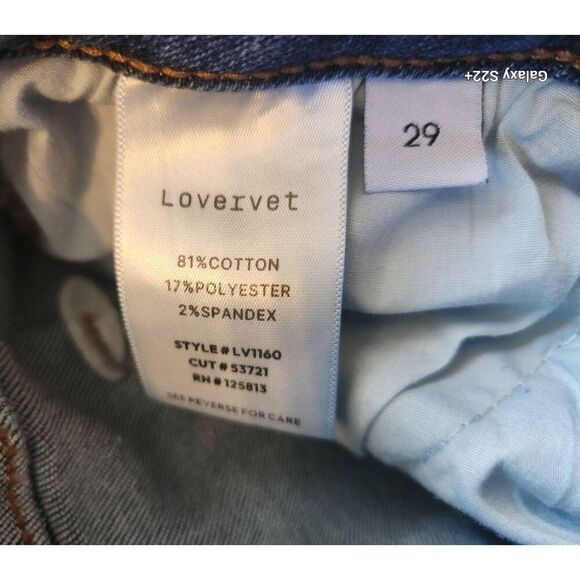 Galaxy S22+
29
Lovervet
81%COTTON
17%POLYESTER
2%SPANDEX
STYLE # LV1160
CUT # 53721
RN # 125813
SEE REVERSE FOR CARE